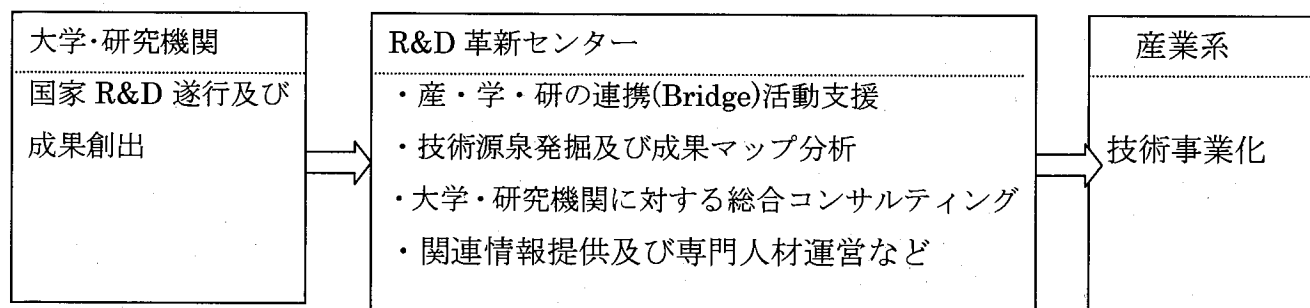 大学・研究機関
国家 R&D 遂行及び
成果創出
R&D 革新センター
・産・学・研の連携(Bridge)活動支援
・技術源泉発掘及び成果マップ分析
・大学・研究機関に対する総合コンサルティング
・関連情報提供及び専門人材運営など
産業系
技術事業化